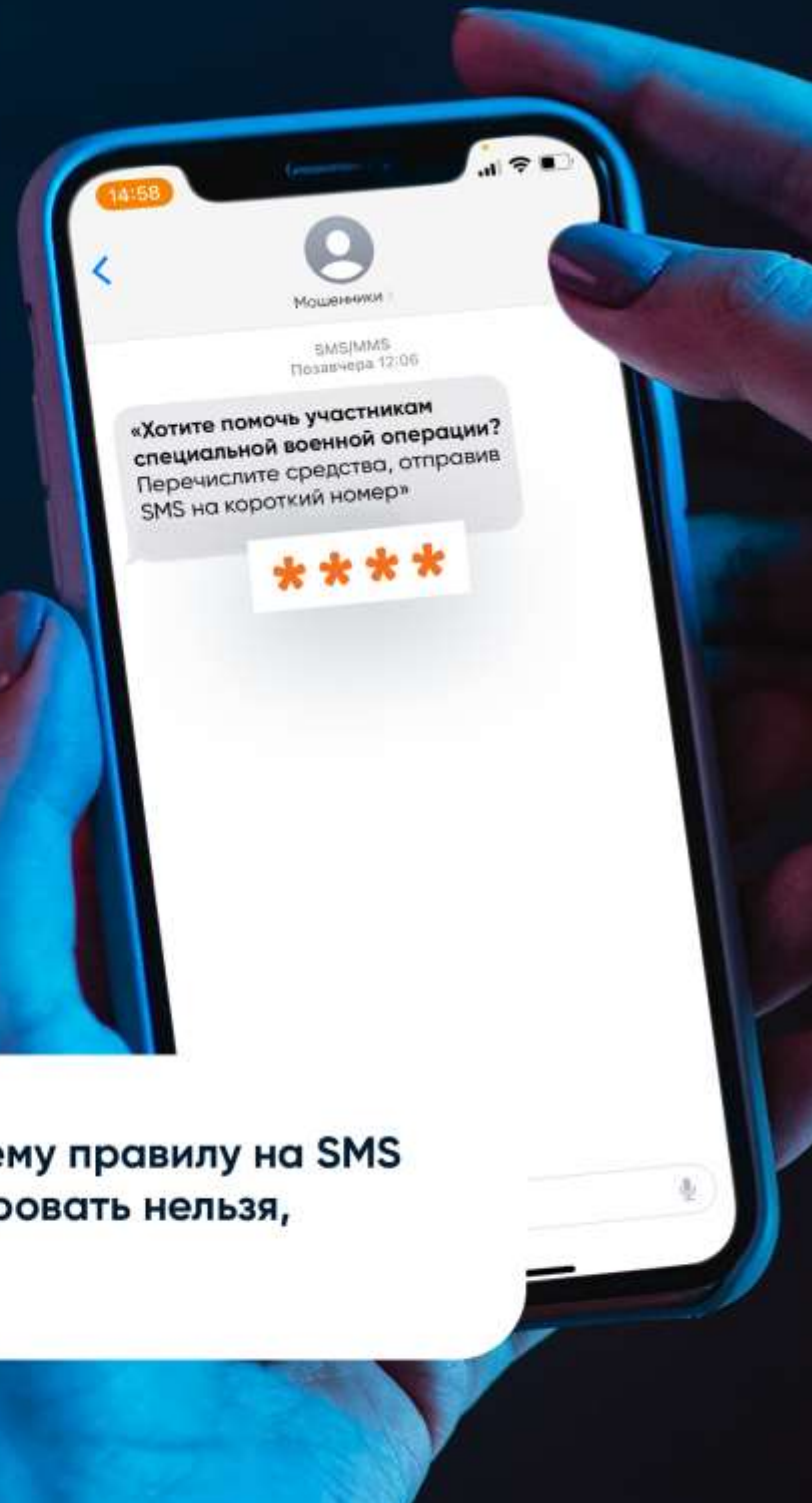 14:58
Мошенники
SMS/MMS
Позавчера 12:06
«Хотите помочь участникам
специальной военной операции?
Перечислите средства, отправив
SMS на короткий номер»
****
ему правилу на SMS
ровать нельзя,